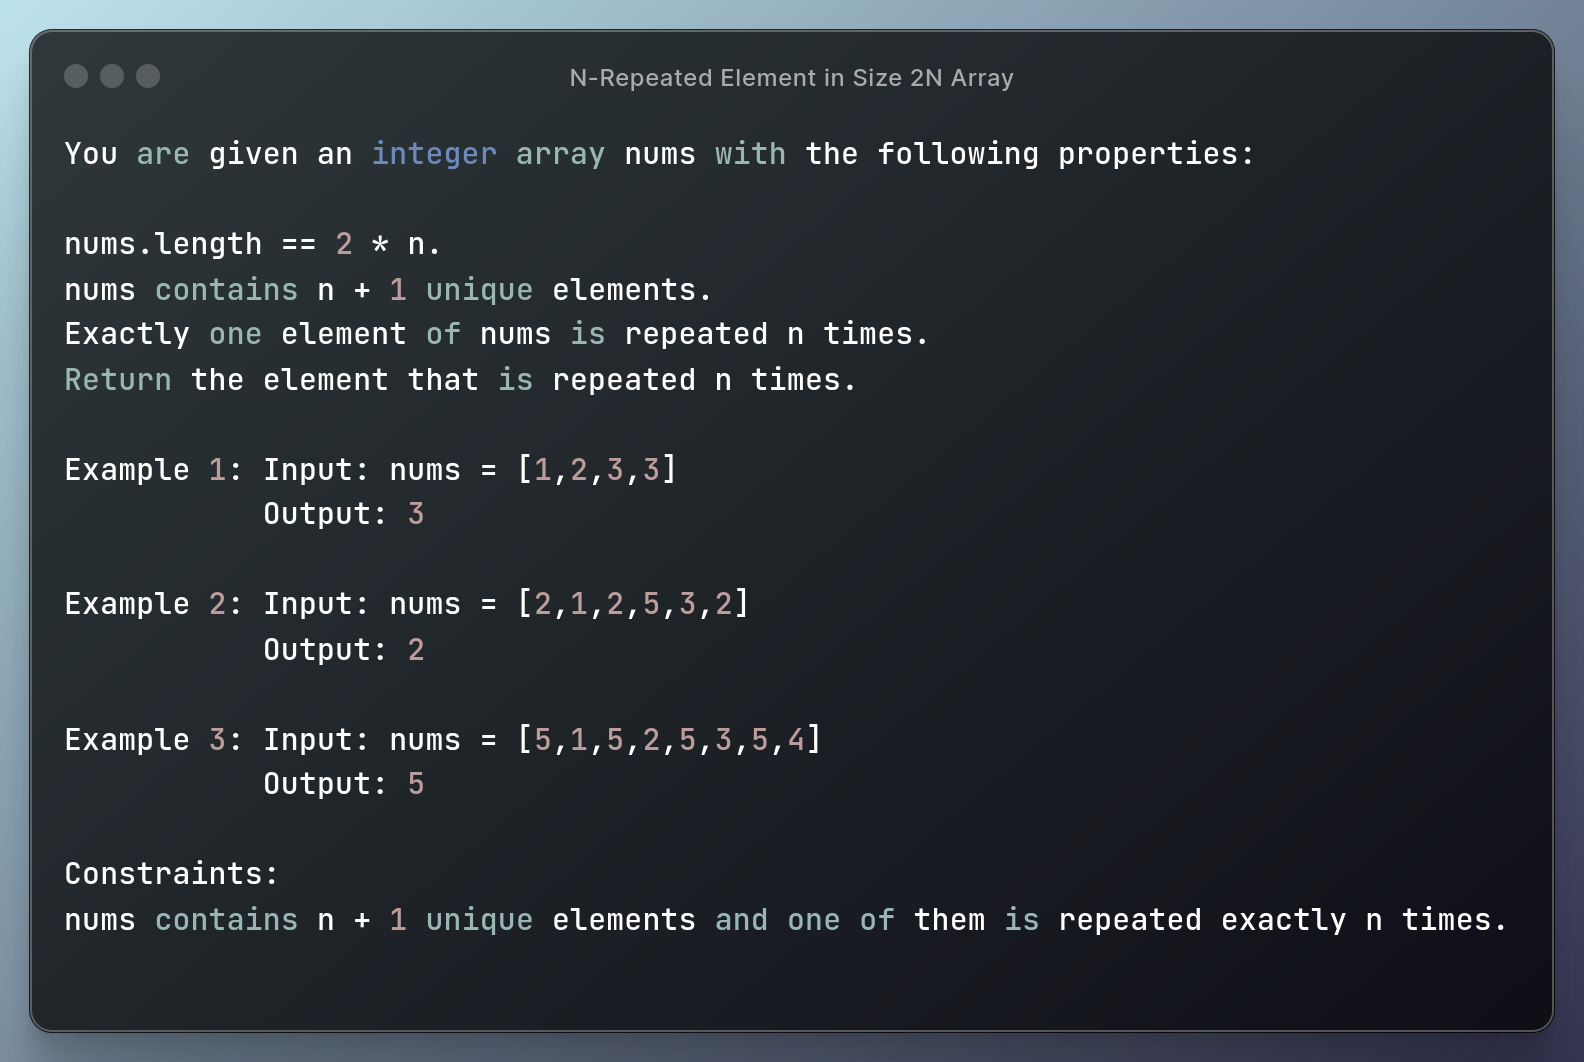 N-Repeated Element in Size 2N Array
You are given an integer array nums with the following properties:
nums.length == 2 * n.
nums contains n + 1 unique elements.
Exactly one element of nums is repeated n times.
Return the element that is repeated n times.
Example 1: Input: nums = [1,2,3,3]
Output: 3
Example 2: Input: nums = [2,1,2,5,3,2]
Output: 2
Example 3: Input: nums = [5,1,5,2,5,3,5,4]
Output: 5
Constraints:
nums contains n + 1 unique elements and one of them is repeated exactly n times.